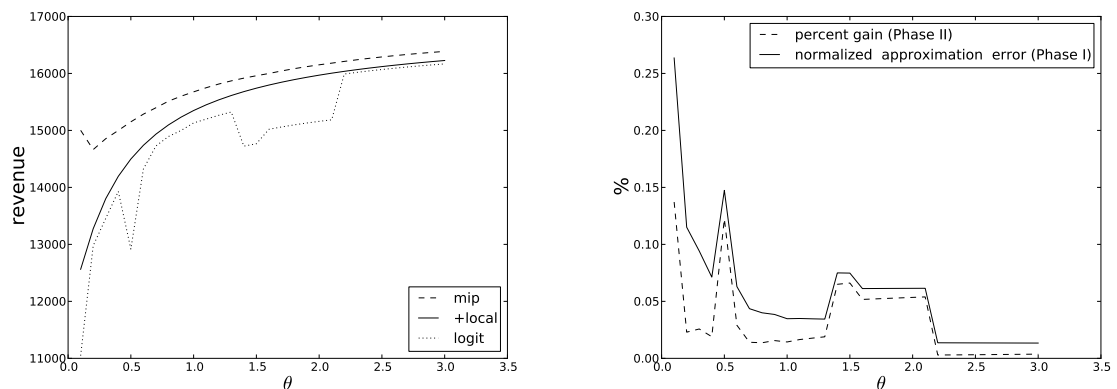 17000
16000
15000
14000
13000
12000
11000
revenue
0.0 0.5 1.0 1.5 2.0 2.5 3.0 3.5
θ
mip
+local
logit
0.30
0.25
0.20
0.15
0.10
0.05
0.00
%
0.0 0.5 1.0 1.5 2.0 2.5 3.0 3.5
θ
percent gain (Phase II)
normalized approximation error (Phase I)